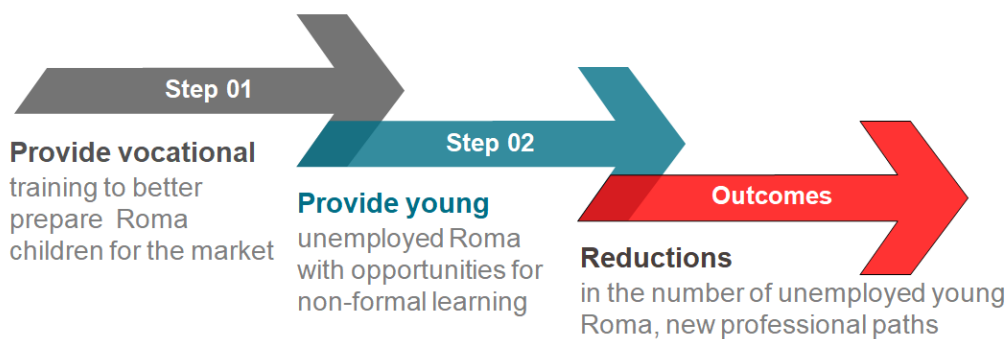 Step 01
Provide vocational
training to better
prepare Roma
children for the market
Step 02
Provide young
unemployed Roma
with opportunities for
non-formal learning
Outcomes
Reductions
in the number of unemployed young
Roma, new professional paths